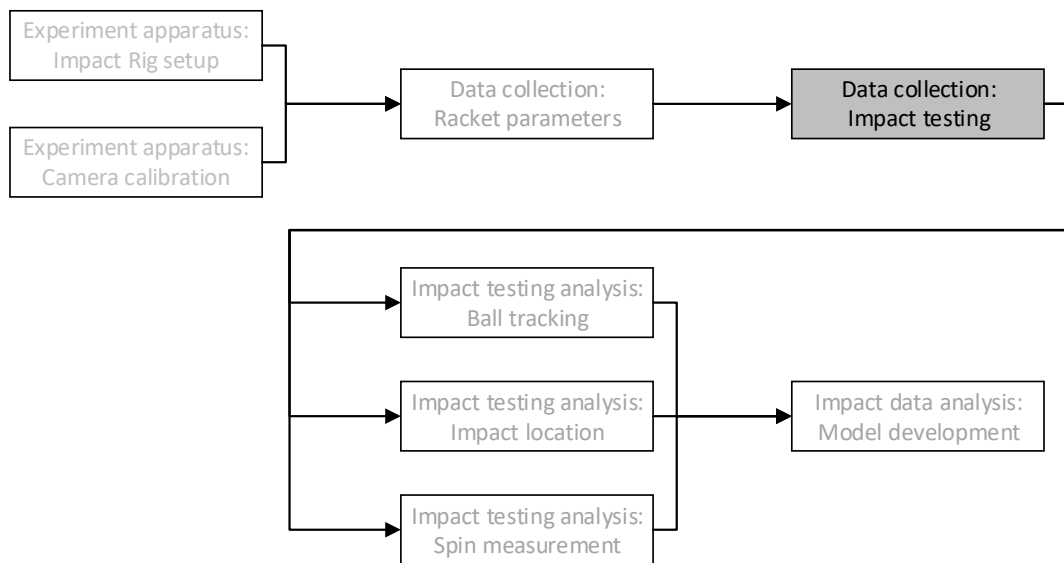 Experiment apparatus:
Impact Rig setup
Experiment apparatus:
Camera calibration
Data collection:
Racket parameters
Data collection:
Impact testing
Impact testing analysis:
Ball tracking
Impact testing analysis:
Impact location
Impact testing analysis:
Spin measurement
Impact data analysis:
Model development